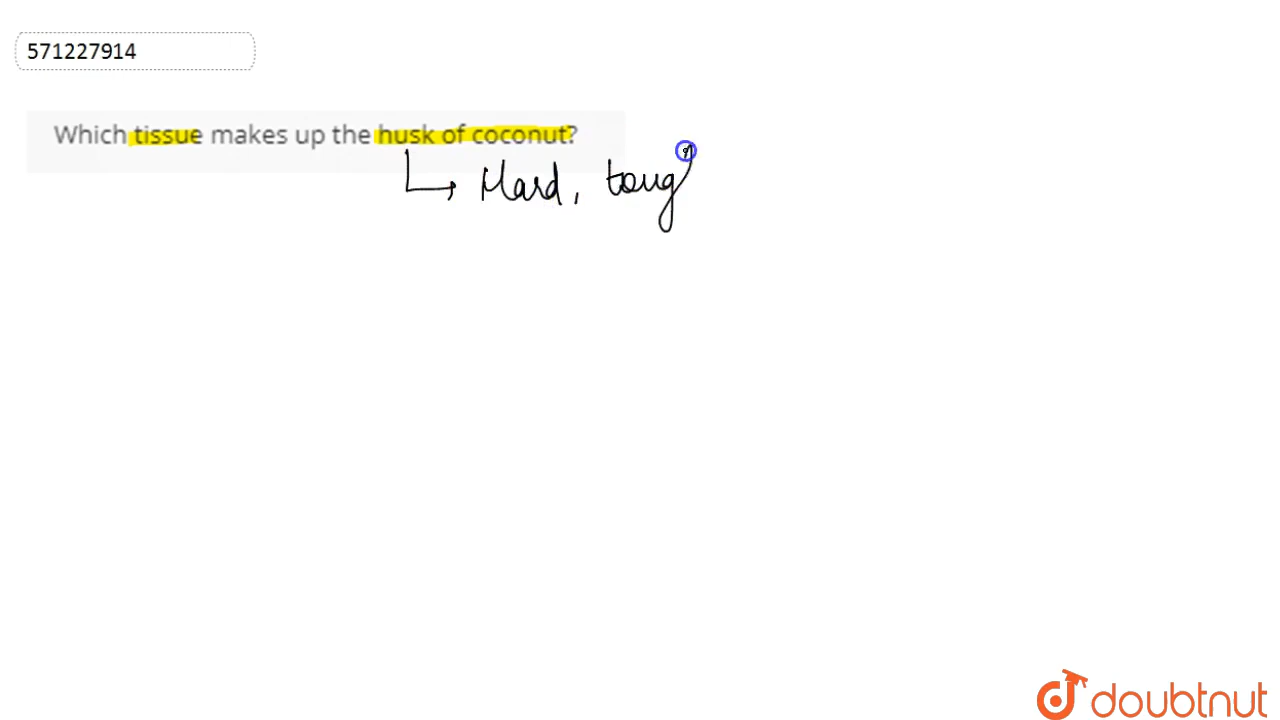 571227914
Which tissue makes up the husk of coconut?
Hard, toug
doubtnut